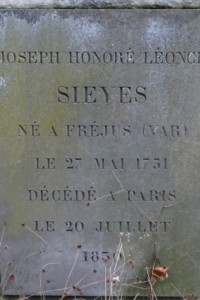 JOSEPH HONORÉ LÉONCE
SIEYES
NÉ A FRÉJUS (VAR)
LE 27 MAI 1751
DÉCÉDÉ A PARIS
LE 20 JUILLET
1830